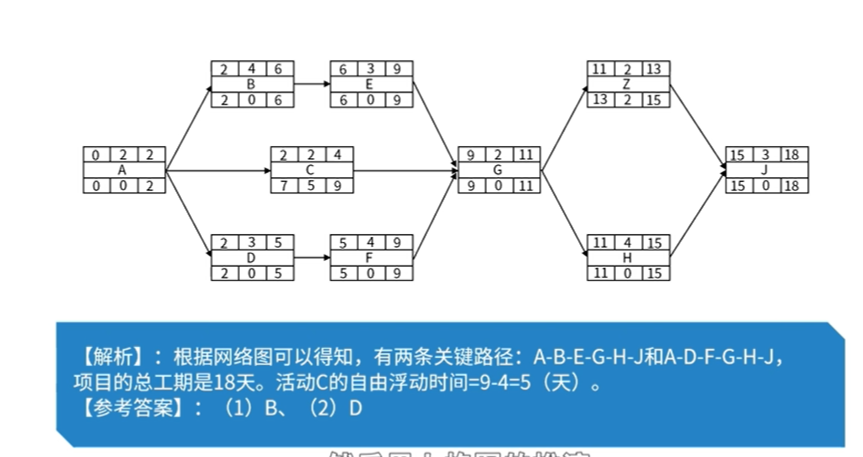 2 4 6
B
2 0 6
6 3 9
E
6 0 9
11 2 13
Z
13 2 15
0 2 2
A
0 0 2
2 2 4
C
7 5 9
9 2 11
G
9 0 11
15 3 18
J
15 0 18
2 3 5
D
2 0 5
5 4 9
F
5 0 9
11 4 15
H
11 0 15
【解析】：根据网络图可以得知，有两条关键路径：A-B-E-G-H-J和A-D-F-G-H-J，
项目的总工期是18天。活动C的自由浮动时间=9-4=5（天）。
【参考答案】：（1）B、（2）D